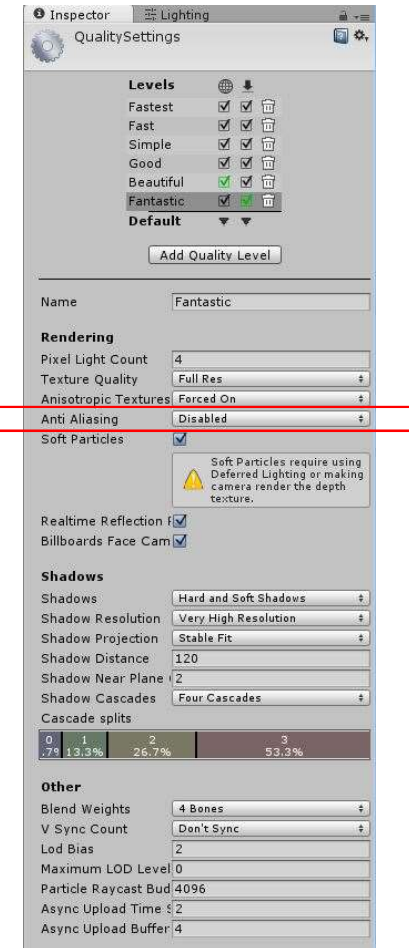 Inspector Lighting
QualitySettings
Levels
Fastest
Fast
Simple
Good
Beautiful
Fantastic
Default
Add Quality Level
Name Fantastic
Rendering
Pixel Light Count 4
Texture Quality Full Res
Anisotropic Textures Forced On
Anti Aliasing Disabled
Soft Particles
Soft Particles require using
Deferred Lighting or making
camera render the depth
texture.
Realtime Reflection
Billboards Face Cam
Shadows
Shadows Hard and Soft Shadows
Shadow Resolution Very High Resolution
Shadow Projection Stable Fit
Shadow Distance 120
Shadow Near Plane 2
Shadow Cascades Four Cascades
Cascade splits
0 1 2 3
.79 13.3% 26.7% 53.3%
Other
Blend Weights 4 Bones
V Sync Count Don't Sync
Lod Bias 2
Maximum LOD Level 0
Particle Raycast Bud 4096
Async Upload Time 2
Async Upload Buffer 4